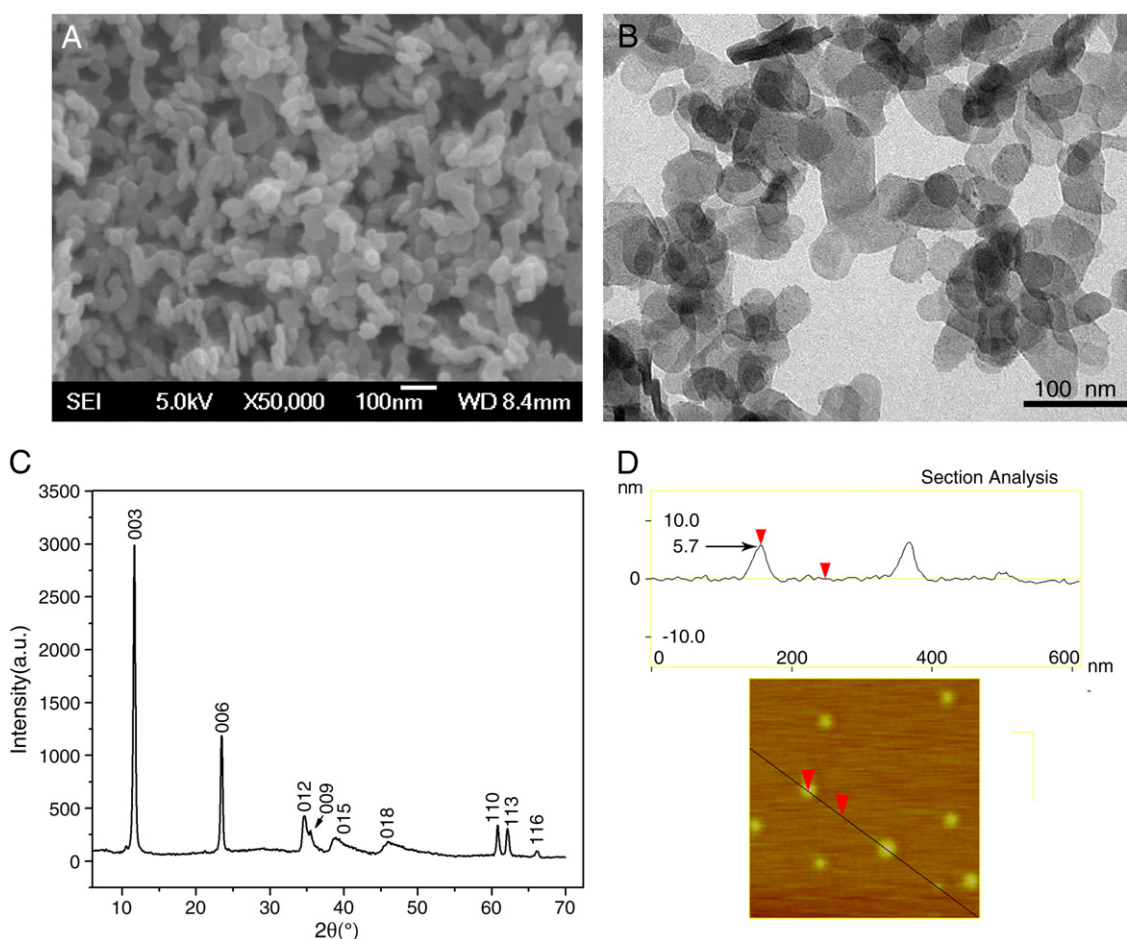 A
SEI 5.0kV X50,000 100nm WD 8.4mm
B
100 nm
C
3500
3000
2500
2000
1500
1000
500
0
Intensity(a.u.)
003
006
012
009
015
018
110
113
116
10 20 30 40 50 60 70
2θ(°)
D
Section Analysis
nm
10.0
5.7
0
-10.0
0 200 400 600 nm